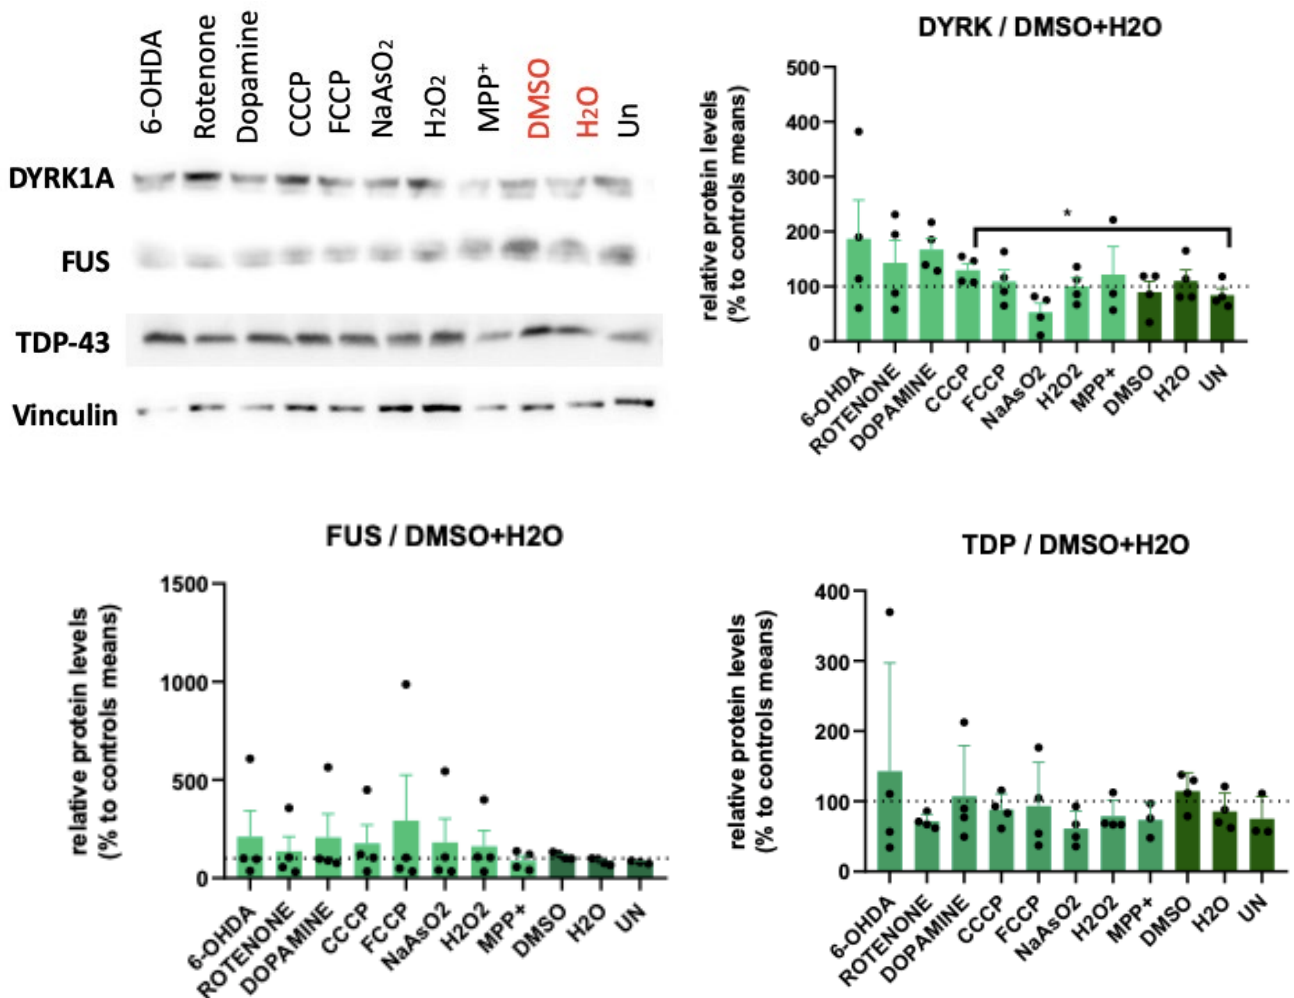 6-OHDA
Rotenone
Dopamine
CCCP
FCCP
NaAsO2
H2O2
MPP+
DMSO
H2O
Un
DYRK1A
FUS
TDP-43
Vinculin
DYRK / DMSO+H2O
relative protein levels
(% to controls means)
500
400
300
200
100
0
*
6-OHDA
ROTENONE
DOPAMINE
CCCP
FCCP
NaAsO2
H2O2
MPP+
DMSO
H2O
UN
FUS / DMSO+H2O
relative protein levels
(% to controls means)
1500
1000
500
0
6-OHDA
ROTENONE
DOPAMINE
CCCP
FCCP
NaAsO2
H2O2
MPP+
DMSO
H2O
UN
TDP / DMSO+H2O
relative protein levels
(% to controls means)
400
300
200
100
0
6-OHDA
ROTENONE
DOPAMINE
CCCP
FCCP
NaAsO2
H2O2
MPP+
DMSO
H2O
UN